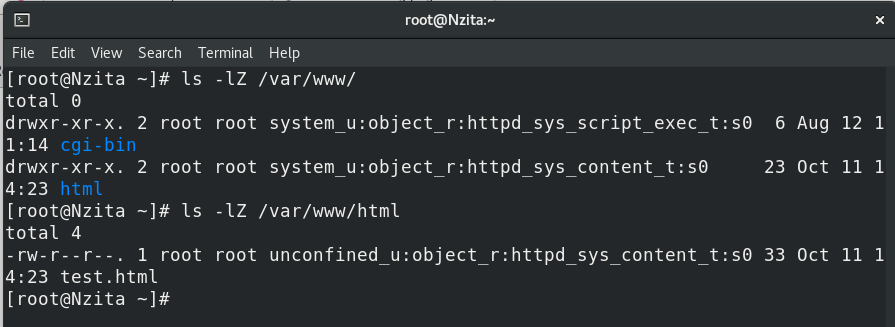 root@Nzita:~
File Edit View Search Terminal Help
[root@Nzita ~]# ls -lZ /var/www/
total 0
drwxr-xr-x. 2 root root system_u:object_r:httpd_sys_script_exec_t:s0  6 Aug 12 1
1:14 cgi-bin
drwxr-xr-x. 2 root root system_u:object_r:httpd_sys_content_t:s0     23 Oct 11 1
4:23 html
[root@Nzita ~]# ls -lZ /var/www/html
total 4
-rw-r--r--. 1 root root unconfined_u:object_r:httpd_sys_content_t:s0 33 Oct 11 1
4:23 test.html
[root@Nzita ~]#